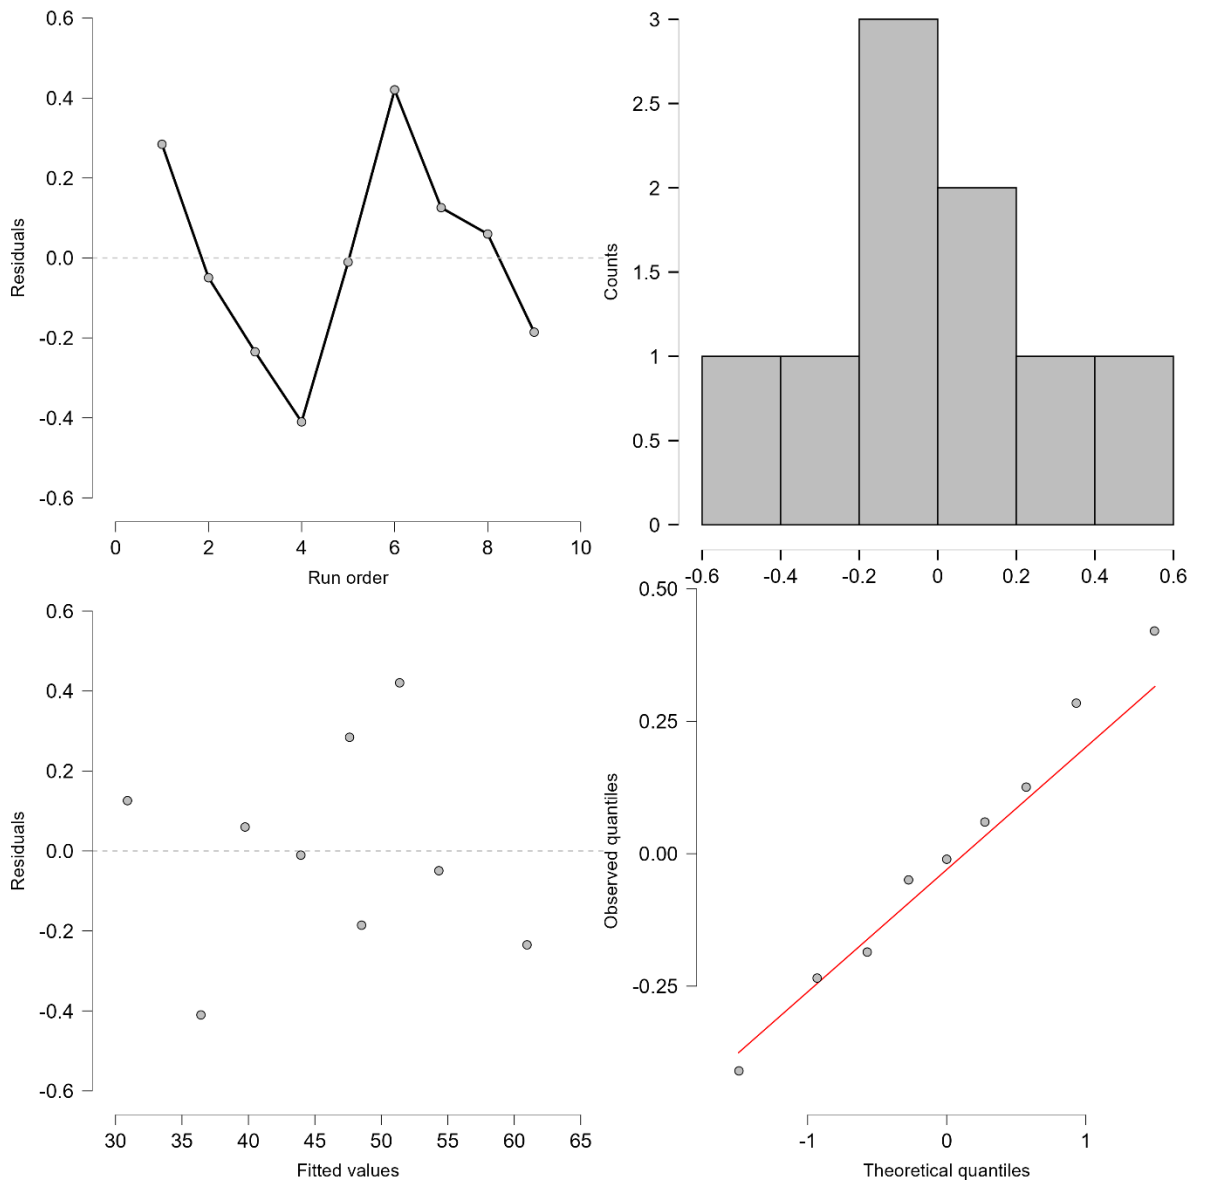 0.6
0.4
0.2
0.0
-0.2
-0.4
-0.6
Residuals
0 2 4 6 8 10
Run order
3
2.5
2
1.5
1
0.5
0
Counts
-0.6 -0.4 -0.2 0 0.2 0.4 0.6
0.6
0.4
0.2
0.0
-0.2
-0.4
-0.6
Residuals
30 35 40 45 50 55 60 65
Fitted values
0.50
0.25
0.00
-0.25
Observed quantiles
-1 0 1
Theoretical quantiles